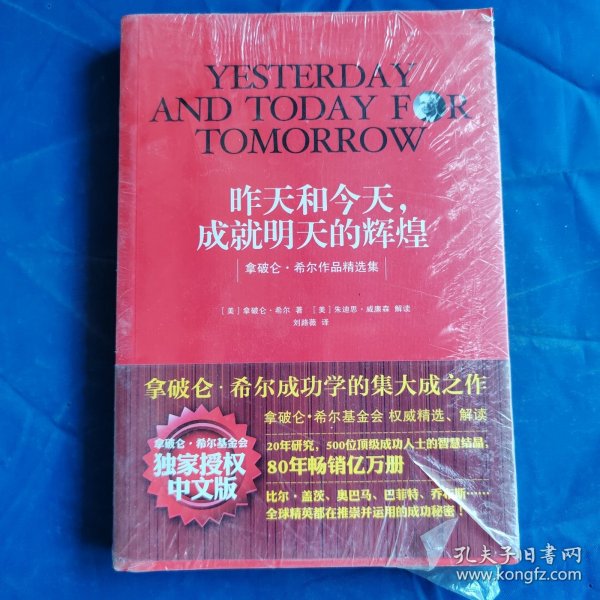 YESTERDAY
AND TODAY FOR
TOMORROW
昨天和今天，
成就明天的辉煌
拿破仑·希尔作品精选集
［美］拿破仑·希尔 著 ［美］朱迪思·威廉森 解读
刘路薇 译
拿破仑·希尔成功学的集大成之作
拿破仑·希尔基金会 权威精选、解读
拿破仑·希尔基金会
独家授权
中文版
20年研究，500位顶级成功人士的智慧结晶，
80年畅销亿万册
比尔·盖茨、奥巴马、巴菲特、乔布斯……
全球精英都在推崇并运用的成功秘密！
孔夫子旧书网
www.kongfz.com